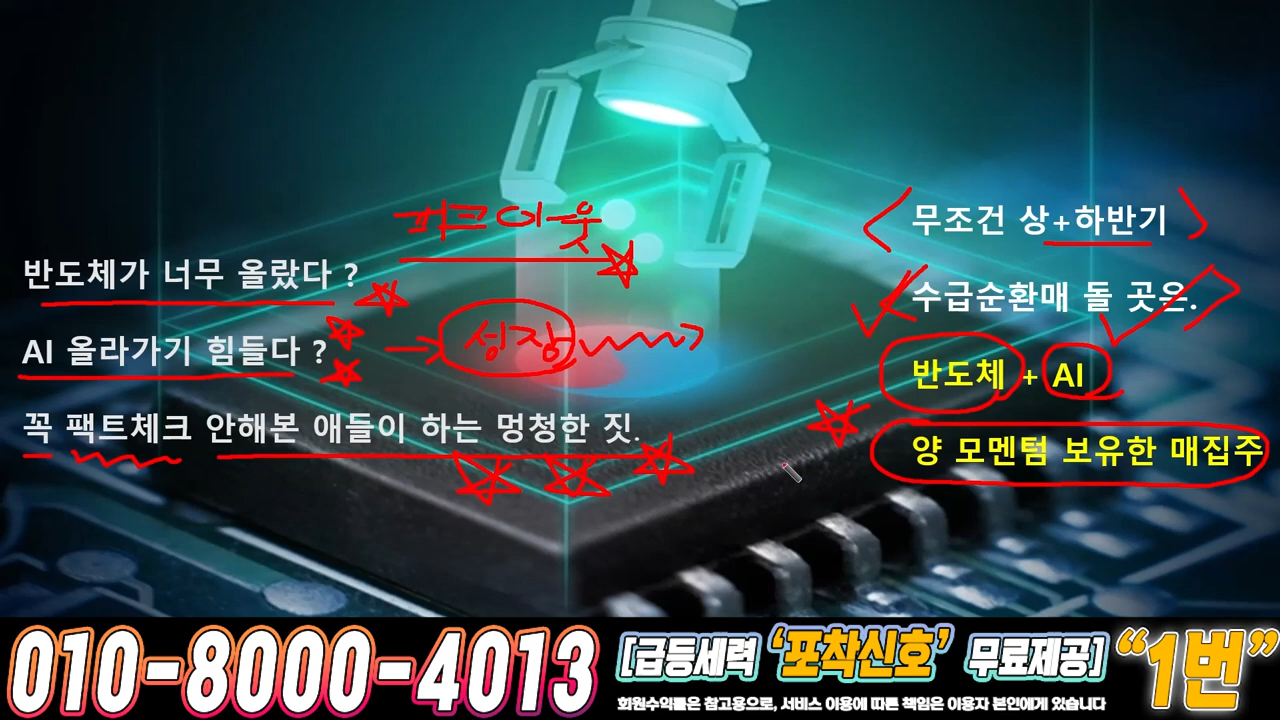 피크아웃
반도체가 너무 올랐다 ?
AI 올라가기 힘들다 ?
성장
꼭 팩트체크 안해본 애들이 하는 멍청한 짓.
무조건 상+하반기
수급순환매 돌 곳은.
반도체 + AI
양 모멘텀 보유한 매집주
010-8000-4013
[급등세력 '포착신호' 무료제공] "1번"
회원수익률은 참고용으로, 서비스 이용에 따른 책임은 이용자 본인에게 있습니다